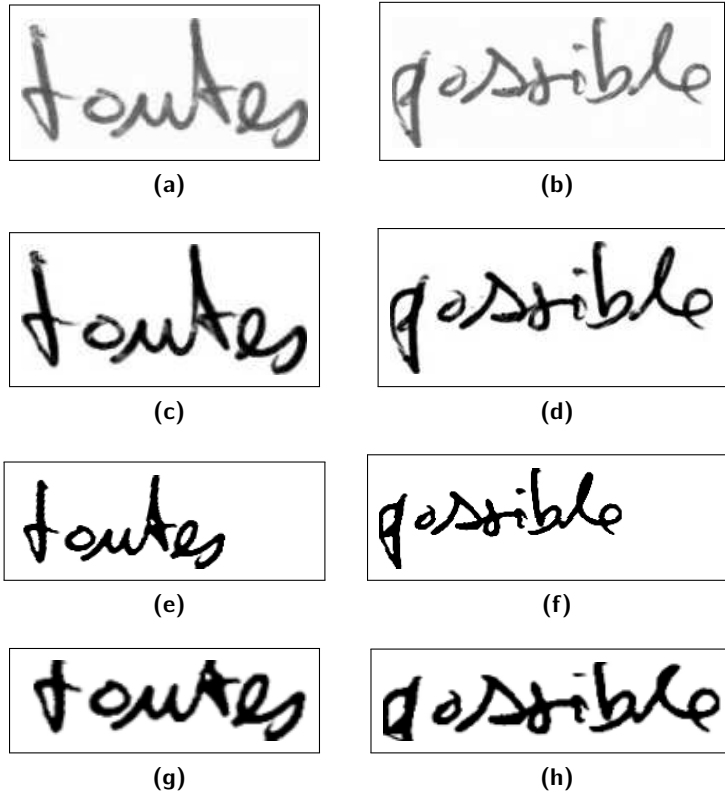 toutes possible
(a) (b)
toutes possible
(c) (d)
toutes possible
(e) (f)
toutes possible
(g) (h)